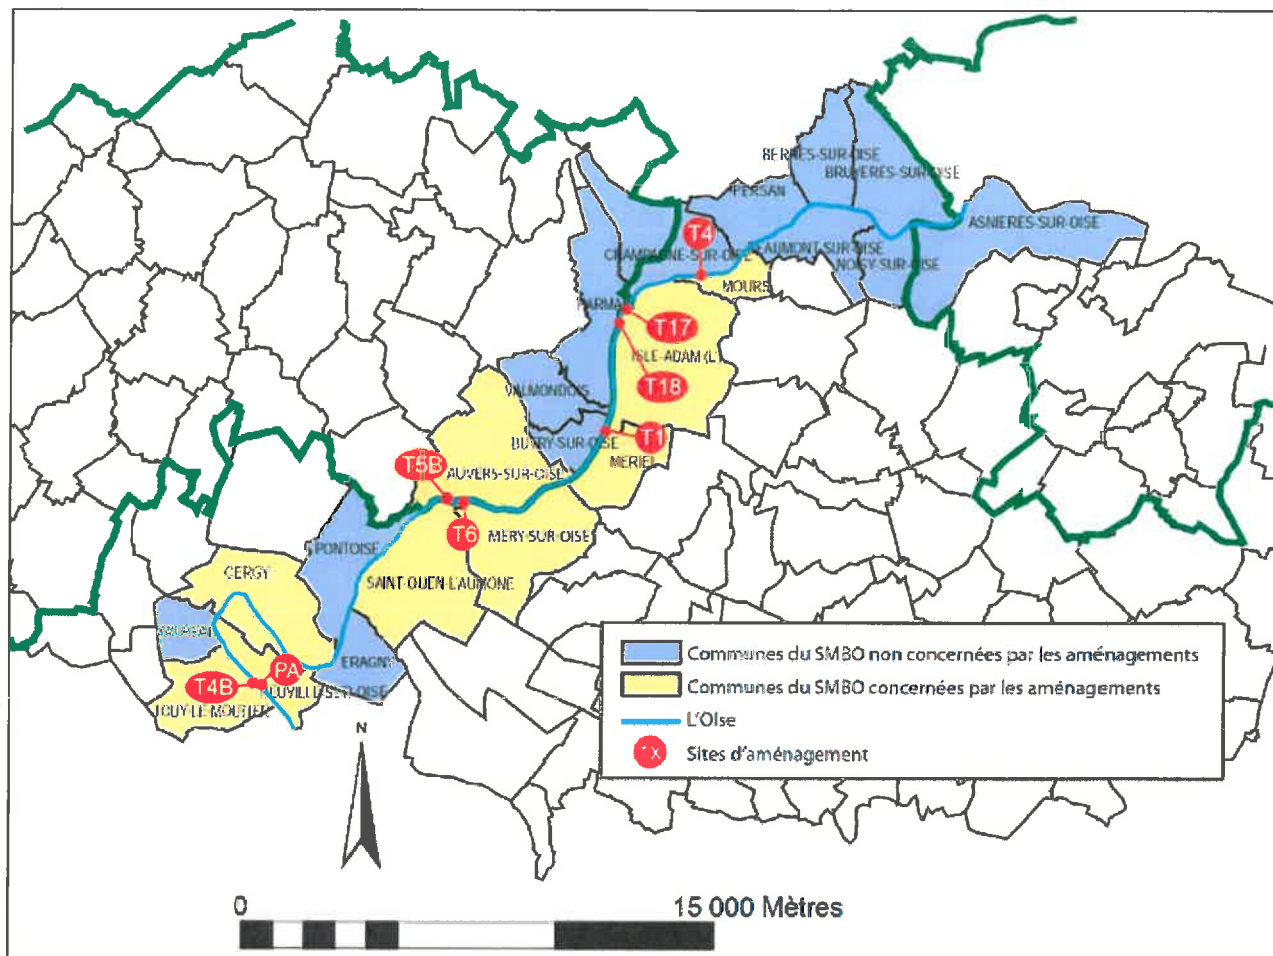 BERNES-SUR-OISE
BRUYERES-SUR-OISE
PERSAN
ASNIERES-SUR-OISE
T4
CHAMPAGNE-SUR-OISE
BEAUMONT-SUR-OISE
NOISY-SUR-OISE
MOURS
PARMAIN
T17
ISLE-ADAM (L')
T18
VALMONDOIS
BUTRY-SUR-OISE
T1
MERIEL
T5B
AUVERS-SUR-OISE
T6
MERY-SUR-OISE
PONTOISE
CERGY
SAINT-OUEN-L'AUMONE
ERAGNY
PA
T4B
JOUY-LE-MOUTIER
Communes du SMBO non concernées par les aménagements
Communes du SMBO concernées par les aménagements
L'Oise
Tx
Sites d'aménagement
N
0
15 000 Mètres